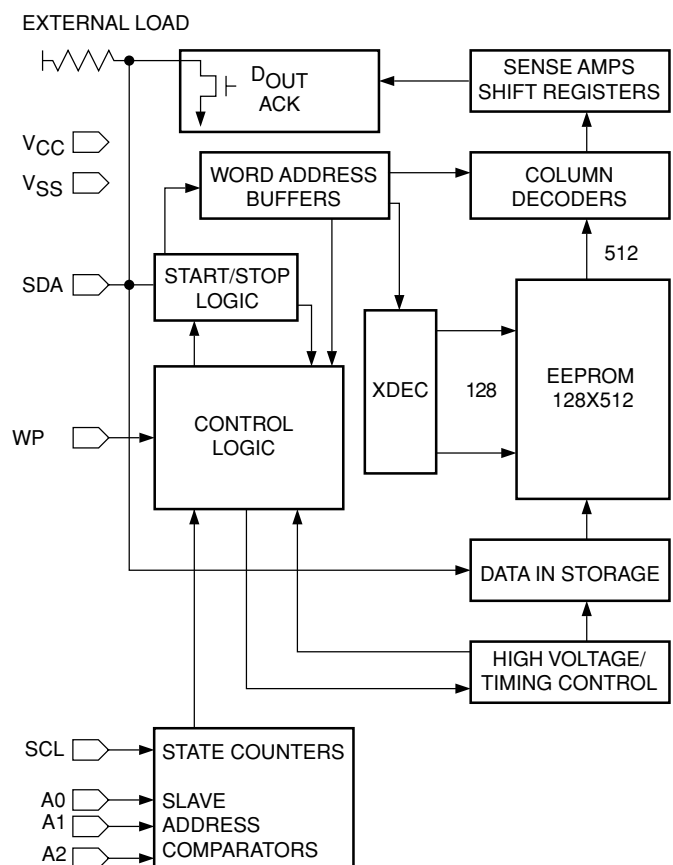 EXTERNAL LOAD
DOUT
ACK
SENSE AMPS
SHIFT REGISTERS
VCC
VSS
WORD ADDRESS
BUFFERS
COLUMN
DECODERS
512
SDA
START/STOP
LOGIC
XDEC
128
EEPROM
128X512
WP
CONTROL
LOGIC
DATA IN STORAGE
HIGH VOLTAGE/
TIMING CONTROL
SCL
STATE COUNTERS
A0
SLAVE
A1
ADDRESS
A2
COMPARATORS